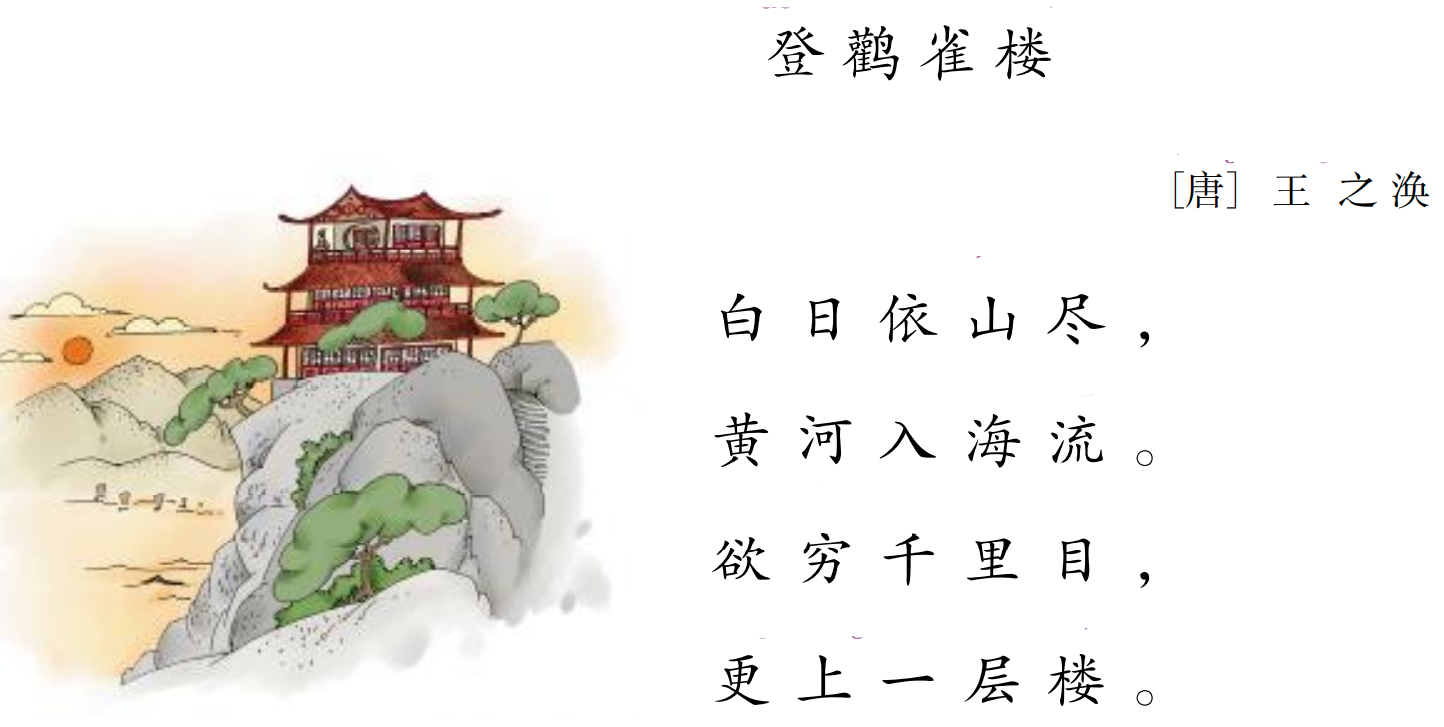 登鹳雀楼
[唐] 王之涣
白日依山尽，
黄河入海流。
欲穷千里目，
更上一层楼。